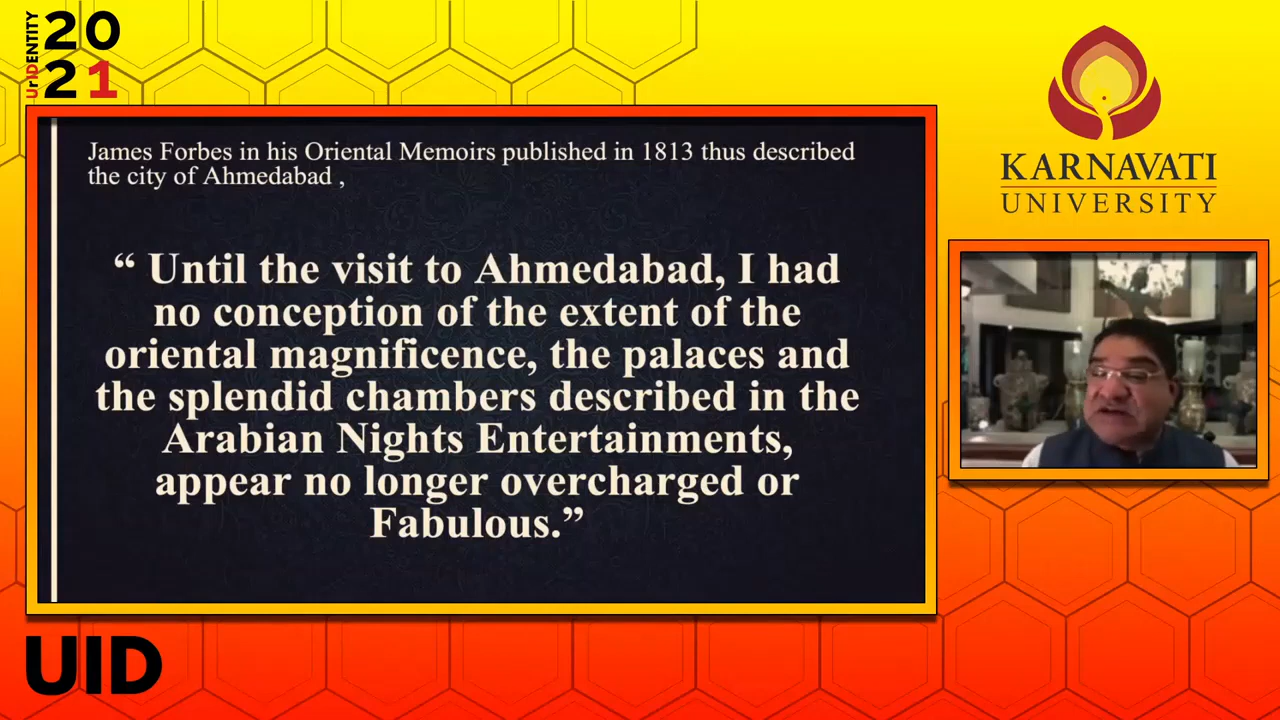 UrIDENTITY
20
21
James Forbes in his Oriental Memoirs published in 1813 thus described
the city of Ahmedabad ,
“ Until the visit to Ahmedabad, I had
no conception of the extent of the
oriental magnificence, the palaces and
the splendid chambers described in the
Arabian Nights Entertainments,
appear no longer overcharged or
Fabulous.”
KARNAVATI
UNIVERSITY
UID